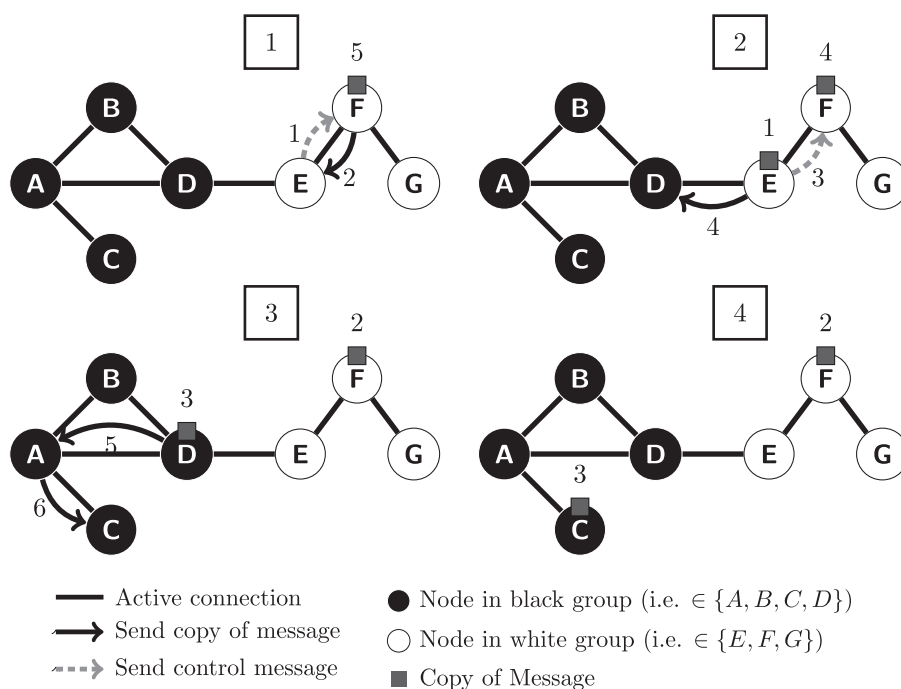 1
2
5
4
B
F
1
B
1
F
A
D
E
2
G
A
D
E
3
G
4
C
C
3
4
2
2
B
F
B
F
3
A
5
D
E
G
A
3
D
E
G
6
C
C
Active connection
Send copy of message
Send control message
Node in black group (i.e. ∈ {A, B, C, D})
Node in white group (i.e. ∈ {E, F, G})
Copy of Message